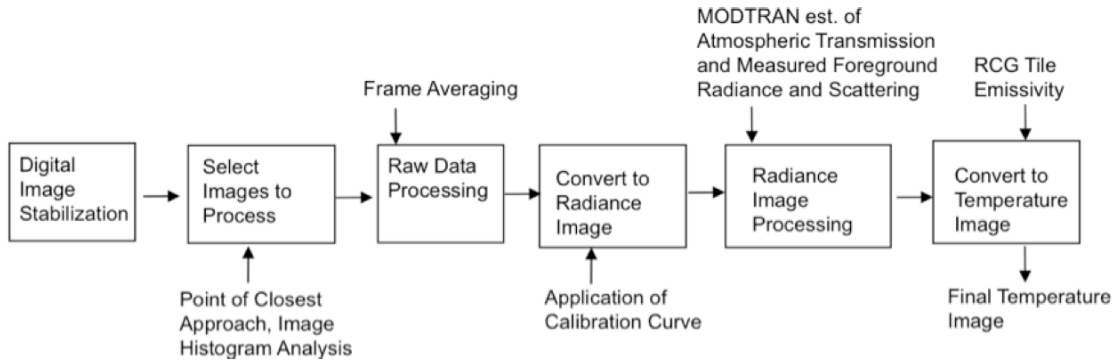 MODTRAN est. of
Atmospheric Transmission
and Measured Foreground
Radiance and Scattering
RCG Tile
Emissivity
Frame Averaging
Digital
Image
Stabilization
Select
Images to
Process
Raw Data
Processing
Convert to
Radiance
Image
Radiance
Image
Processing
Convert to
Temperature
Image
Point of Closest
Approach, Image
Histogram Analysis
Application of
Calibration Curve
Final Temperature
Image